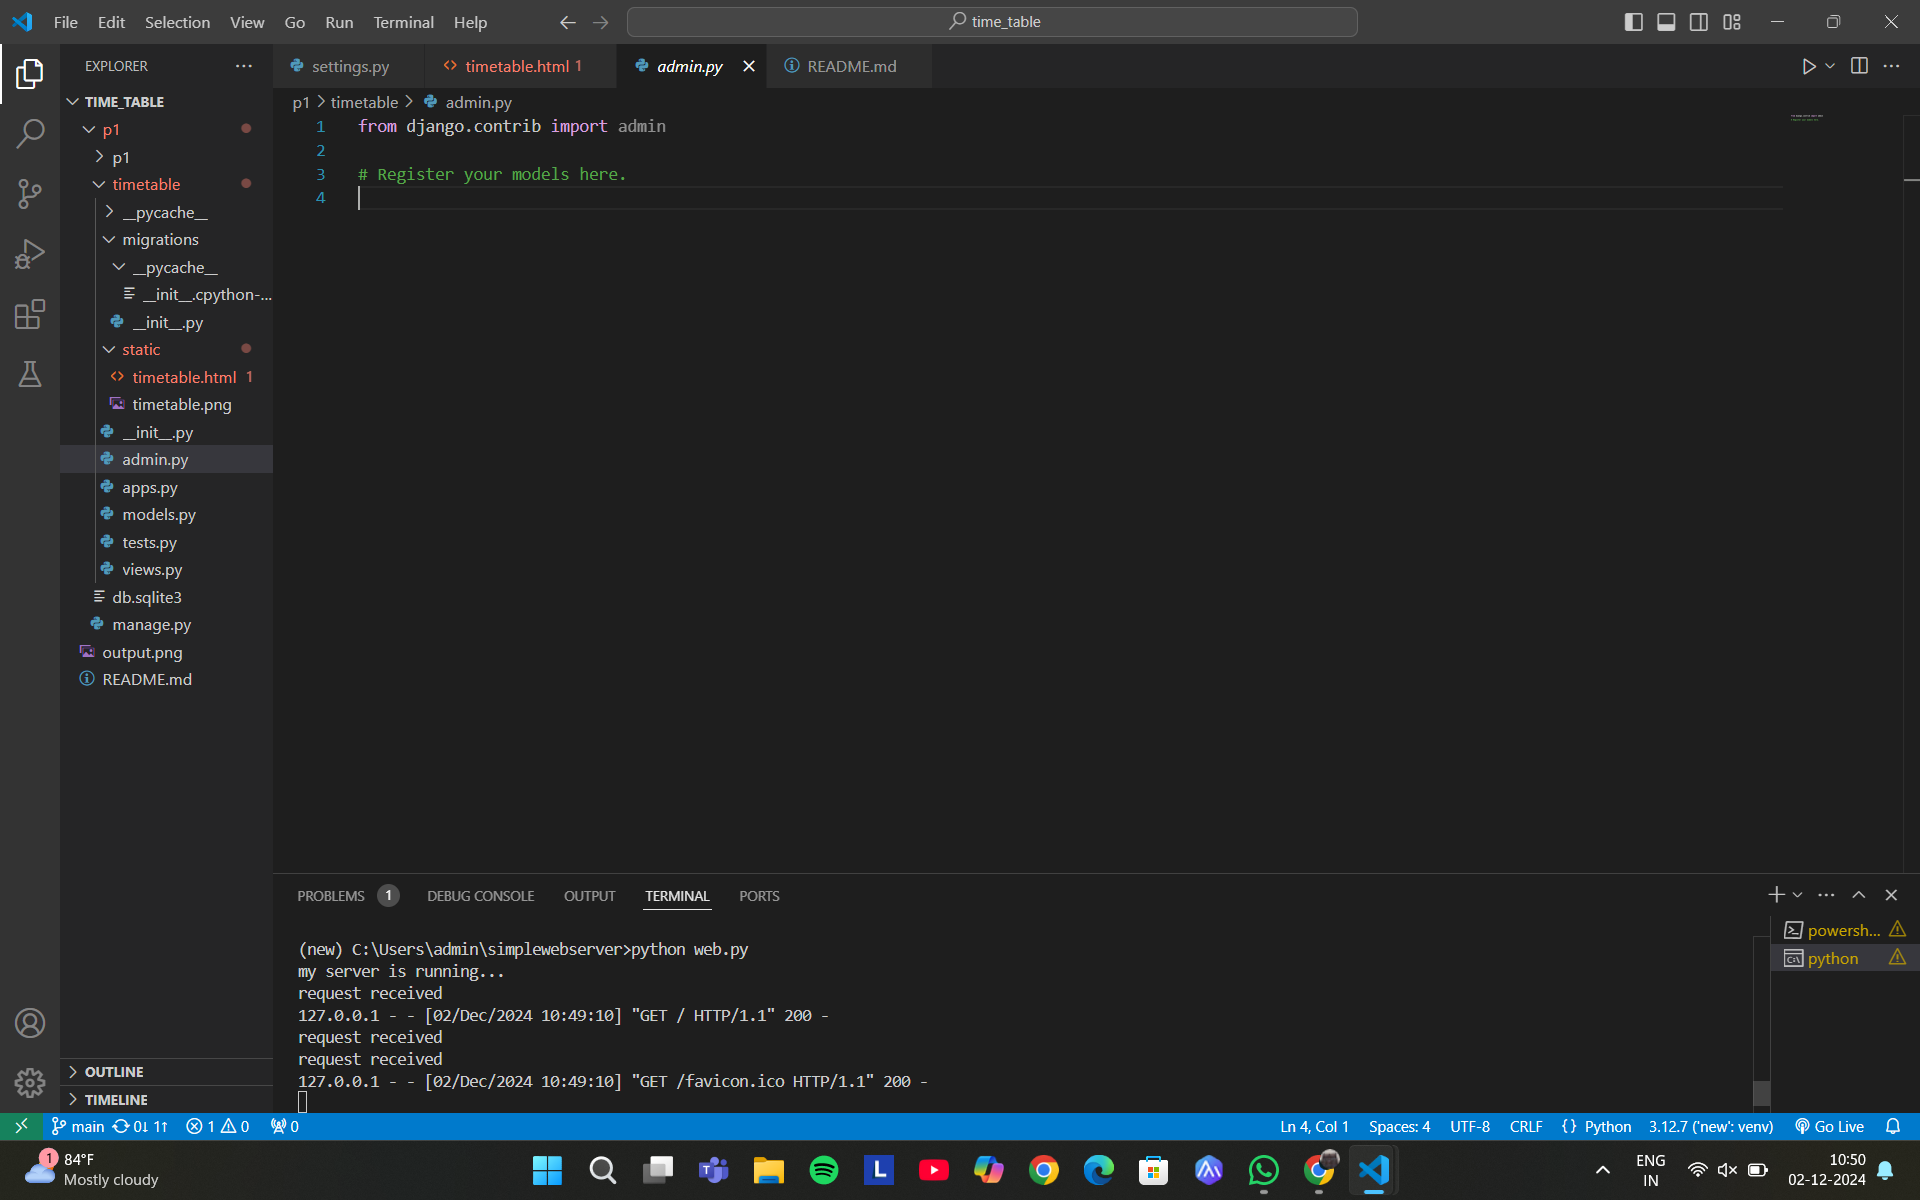 File Edit Selection View Go Run Terminal Help
time_table
EXPLORER
settings.py
timetable.html 1
admin.py
README.md
TIME_TABLE
p1
p1
timetable
__pycache__
migrations
__pycache__
__init__.cpython-...
__init__.py
static
timetable.html 1
timetable.png
__init__.py
admin.py
apps.py
models.py
tests.py
views.py
db.sqlite3
manage.py
output.png
README.md
OUTLINE
TIMELINE
p1 > timetable > admin.py
1 from django.contrib import admin
2
3 # Register your models here.
4
PROBLEMS 1 DEBUG CONSOLE OUTPUT TERMINAL PORTS
(new) C:\Users\admin\simplewebserver>python web.py
my server is running...
request received
127.0.0.1 - - [02/Dec/2024 10:49:10] "GET / HTTP/1.1" 200 -
request received
request received
127.0.0.1 - - [02/Dec/2024 10:49:10] "GET /favicon.ico HTTP/1.1" 200 -
powersh...
python
main 0↓ 1↑ 1 0 0
Ln 4, Col 1 Spaces: 4 UTF-8 CRLF {} Python 3.12.7 ('new': venv) Go Live
1
84°F
Mostly cloudy
L
ENG
IN
10:50
02-12-2024